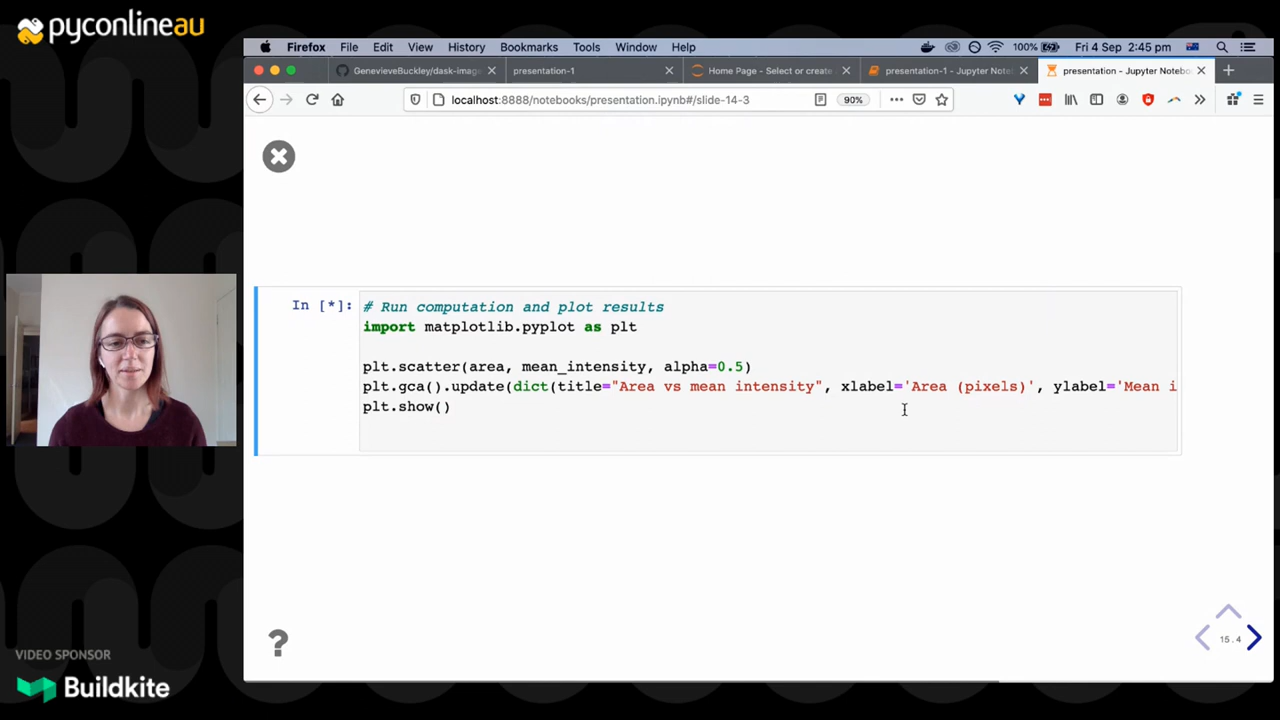 pyconlineau
Firefox File Edit View History Bookmarks Tools Window Help 100% Fri 4 Sep 2:45 pm
GenevieveBuckley/dask-imag
presentation-1
Home Page - Select or create
presentation-1 - Jupyter Note
presentation - Jupyter Noteb
localhost:8888/notebooks/presentation.ipynb#/slide-14-3 90%
In [*]:
# Run computation and plot results
import matplotlib.pyplot as plt
plt.scatter(area, mean_intensity, alpha=0.5)
plt.gca().update(dict(title="Area vs mean intensity", xlabel='Area (pixels)', ylabel='Mean i
plt.show()
?
15.4
VIDEO SPONSOR
Buildkite